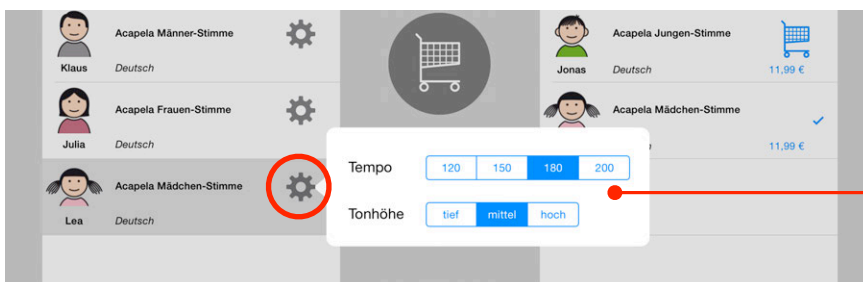 Acapela Männer-Stimme
Klaus
Deutsch
Acapela Frauen-Stimme
Julia
Deutsch
Acapela Mädchen-Stimme
Lea
Deutsch
Tempo
120 150 180 200
Tonhöhe
tief mittel hoch
Acapela Jungen-Stimme
Jonas
Deutsch
11,99 €
Acapela Mädchen-Stimme
11,99 €